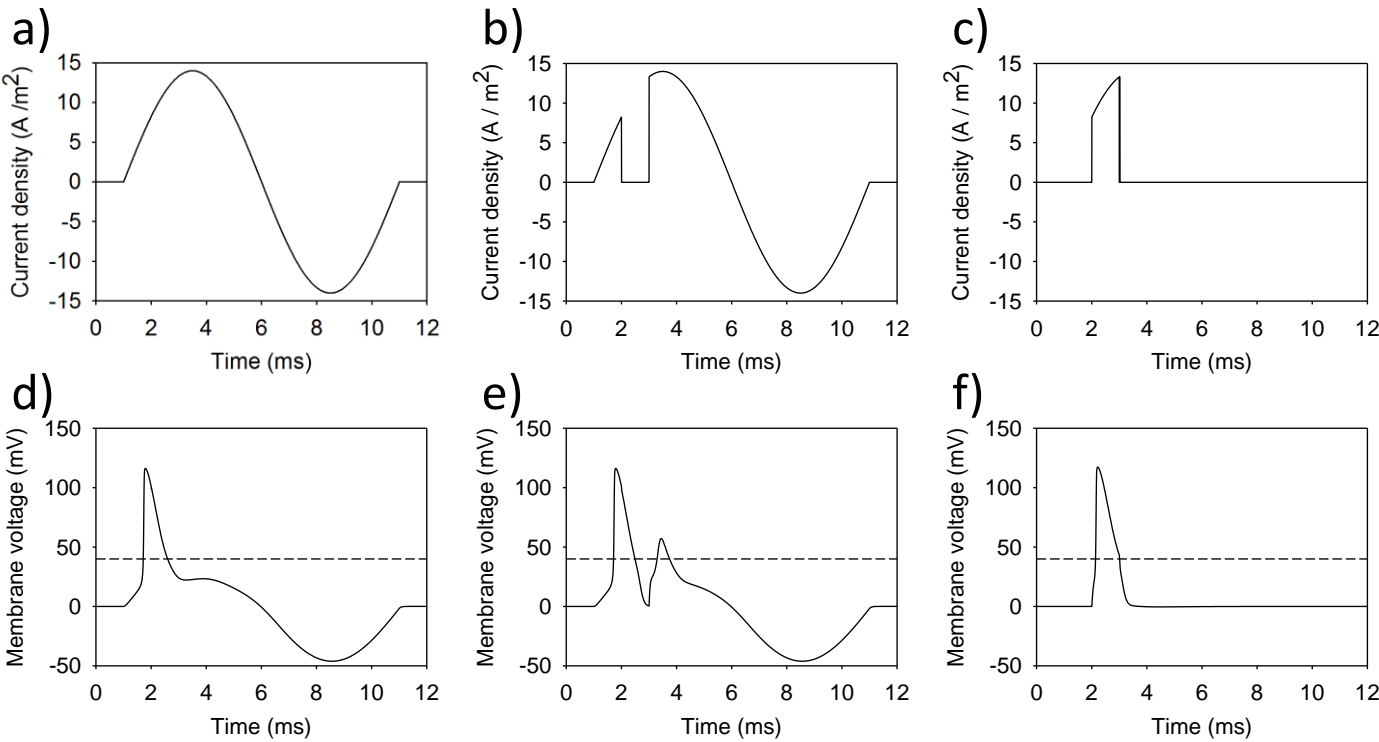 a)
15
10
5
0
-5
-10
-15
Current density (A /m2)
0 2 4 6 8 10 12
Time (ms)
b)
15
10
5
0
-5
-10
-15
Current density (A / m2)
0 2 4 6 8 10 12
Time (ms)
c)
15
10
5
0
-5
-10
-15
Current density (A / m2)
0 2 4 6 8 10 12
Time (ms)
d)
150
100
50
0
-50
Membrane voltage (mV)
0 2 4 6 8 10 12
Time (ms)
e)
150
100
50
0
-50
Membrane voltage (mV)
0 2 4 6 8 10 12
Time (ms)
f)
150
100
50
0
-50
Membrane voltage (mV)
0 2 4 6 8 10 12
Time (ms)